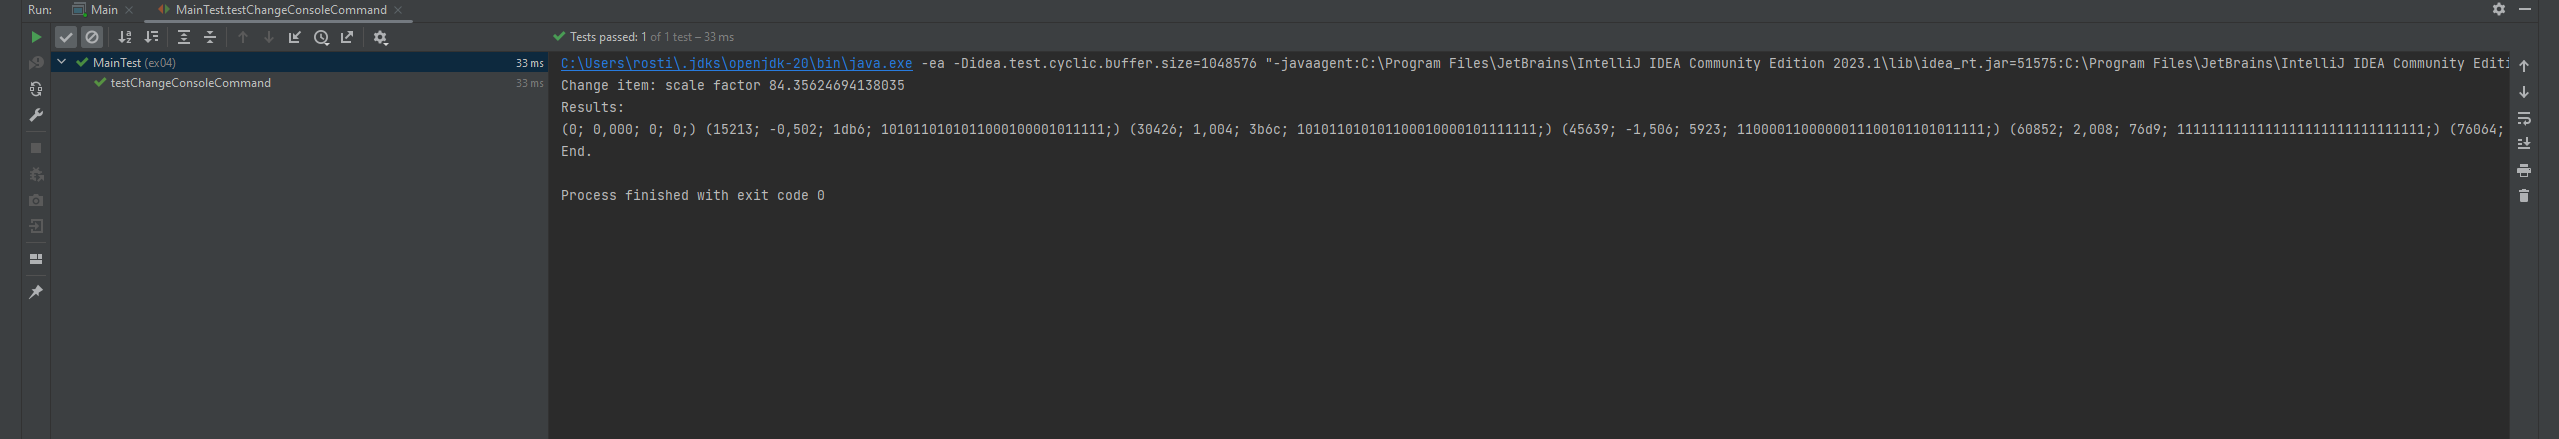 Run: Main MainTest.testChangeConsoleCommand
Tests passed: 1 of 1 test – 33 ms
MainTest (ex04) 33 ms
testChangeConsoleCommand 33 ms
C:\Users\rosti\.jdks\openjdk-20\bin\java.exe -ea -Didea.test.cyclic.buffer.size=1048576 "-javaagent:C:\Program Files\JetBrains\IntelliJ IDEA Community Edition 2023.1\lib\idea_rt.jar=51575:C:\Program Files\JetBrains\IntelliJ IDEA Community Editi
Change item: scale factor 84.35624694138035
Results:
(0; 0,000; 0; 0;) (15213; -0,502; 1db6; 1010110101011000100001011111;) (30426; 1,004; 3b6c; 101011010101100010000101111111;) (45639; -1,506; 5923; 1100001100000011100101101011111;) (60852; 2,008; 76d9; 1111111111111111111111111111111;) (76064;
End.
Process finished with exit code 0